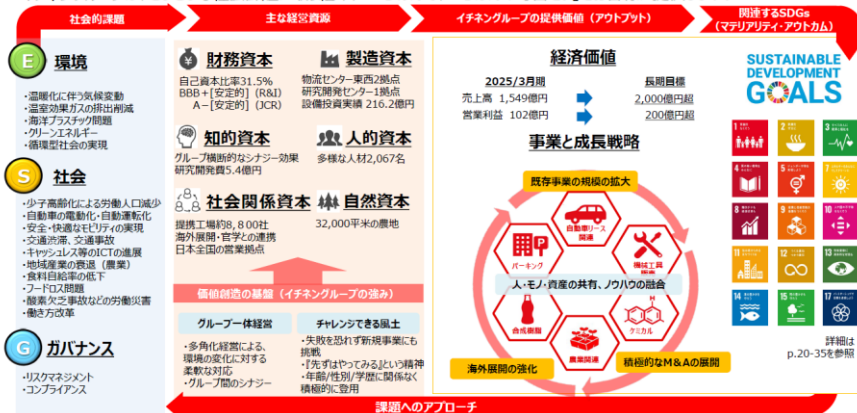 社会的課題
主な経営資源
イチネングループの提供価値（アウトプット）
関連するSDGs
（マテリアリティ・アウトカム）
E 環境
・温暖化に伴う気候変動
・温室効果ガスの排出削減
・海洋プラスチック問題
・クリーンエネルギー
・循環型社会の実現
S 社会
・少子高齢化による労働人口減少
・自動車の電動化・自動運転化
・安全・快適なモビリティの実現
・交通渋滞、交通事故
・キャッシュレス等のICTの進展
・地域産業の衰退（農業）
・食料自給率の低下
・フードロス問題
・酸素欠乏事故などの労働災害
・働き方改革
G ガバナンス
・リスクマネジメント
・コンプライアンス
財務資本
自己資本比率31.5%
BBB＋[安定的] (R&I)
A－[安定的] (JCR)
製造資本
物流センター東西2拠点
研究開発センター1拠点
設備投資実績 216.2億円
知的資本
グループ横断的なシナジー効果
研究開発費5.4億円
人的資本
多様な人材2,067名
社会関係資本
提携工場約8,800社
海外展開・官学との連携
日本全国の営業拠点
自然資本
32,000平米の農地
価値創造の基盤（イチネングループの強み）
グループ一体経営
・多角化経営による、
環境の変化に対する
柔軟な対応
・グループ間のシナジー
チャレンジできる風土
・失敗を恐れず新規事業にも
挑戦
・『先ずはやってみる』という精神
・年齢/性別/学歴に関係なく
積極的に登用
経済価値
2025/3月期
長期目標
売上高 1,549億円
2,000億円超
営業利益 102億円
200億円超
事業と成長戦略
既存事業の規模の拡大
自動車リース
関連
パーキング
機械工具
販売
人・モノ・資産の共有、ノウハウの融合
合成樹脂
ケミカル
農業関連
海外展開の強化
積極的なM&Aの展開
SUSTAINABLE
DEVELOPMENT
GOALS
1
2
3
4
5
7
8
9
10
11
12
13
14
15
17
詳細は
p.20-35を参照
課題へのアプローチ